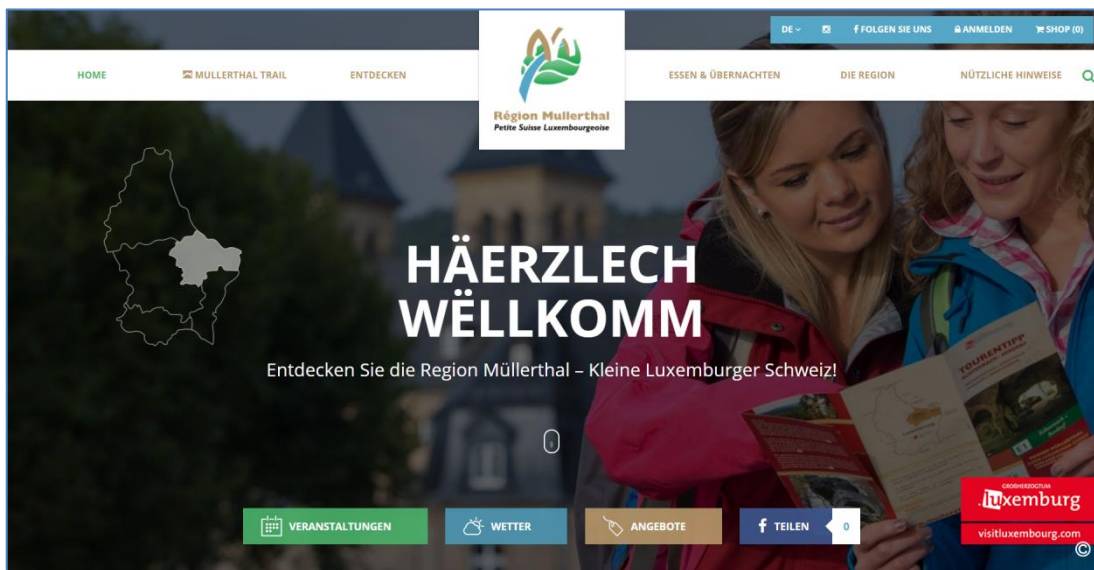 DE
FOLGEN SIE UNS
ANMELDEN
SHOP (0)
HOME
MULLERTHAL TRAIL
ENTDECKEN
Région Mullerthal
Petite Suisse Luxembourgeoise
ESSEN & ÜBERNACHTEN
DIE REGION
NÜTZLICHE HINWEISE
HÄERZLECH
WËLLKOMM
Entdecken Sie die Region Müllerthal – Kleine Luxemburger Schweiz!
TOURENTIPP
VERANSTALTUNGEN
WETTER
ANGEBOTE
TEILEN
0
GROSSHERZOGTUM
luxemburg
visitluxembourg.com
©